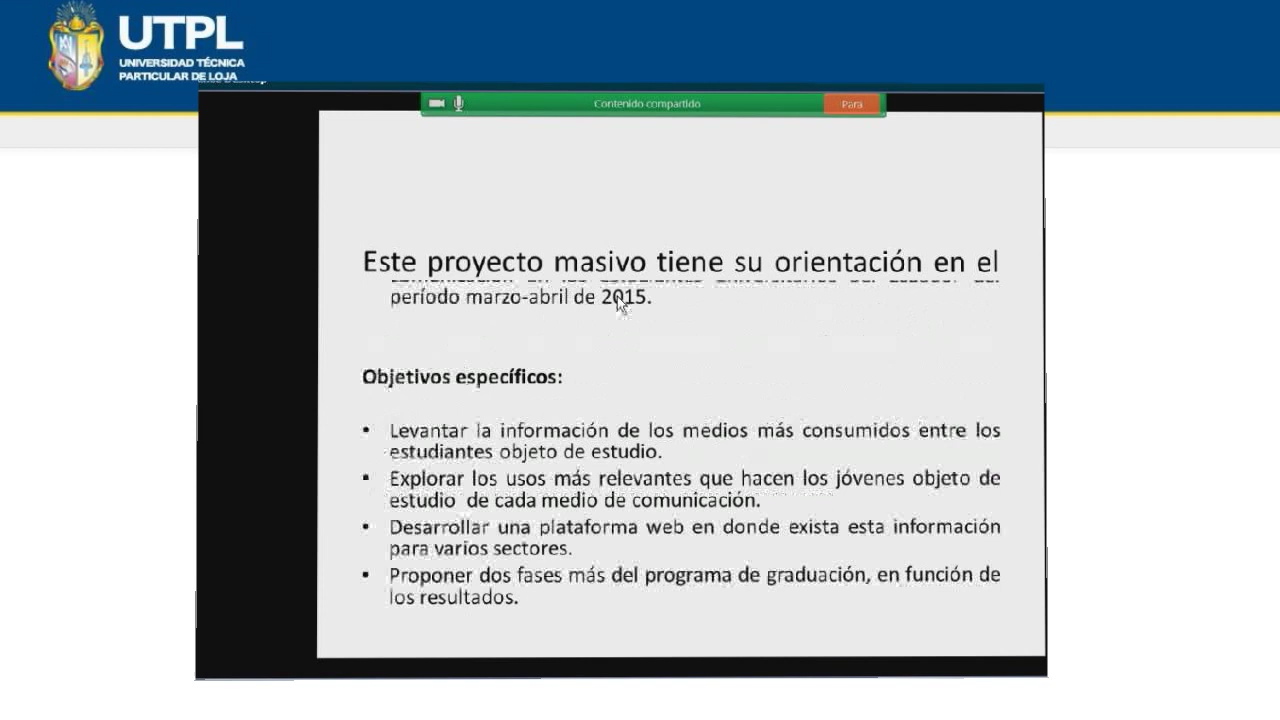 UTPL
UNIVERSIDAD TÉCNICA
PARTICULAR DE LOJA
Contenido compartido
Para
Este proyecto masivo tiene su orientación en el
período marzo-abril de 2015.
Objetivos específicos:
• Levantar la información de los medios más consumidos entre los
estudiantes objeto de estudio.
• Explorar los usos más relevantes que hacen los jóvenes objeto de
estudio de cada medio de comunicación.
• Desarrollar una plataforma web en donde exista esta información
para varios sectores.
• Proponer dos fases más del programa de graduación, en función de
los resultados.